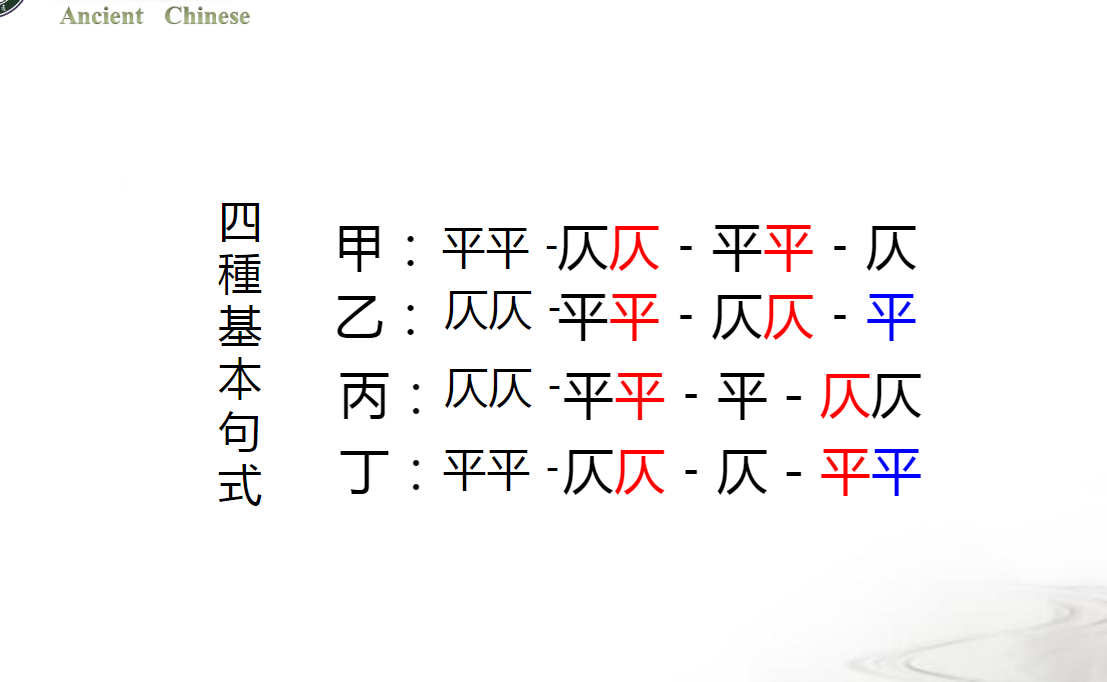 Ancient Chinese
四種基本句式
甲：平平-仄仄 - 平平 - 仄
乙：仄仄-平平 - 仄仄 - 平
丙：仄仄-平平 - 平 - 仄仄
丁：平平-仄仄 - 仄 - 平平